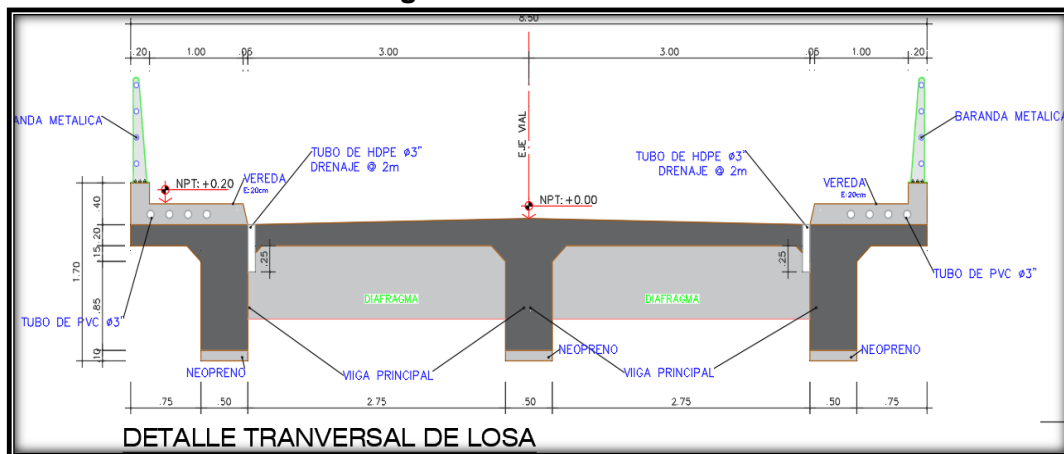 8.50
.20 1.00 .05 3.00 3.00 .05 1.00 .20
ANDA METALICA
BARANDA METALICA
EJE VIAL
TUBO DE HDPE ø3"
DRENAJE @ 2m
TUBO DE HDPE ø3"
DRENAJE @ 2m
NPT: +0.20
VEREDA
E:20cm
NPT: +0.00
VEREDA
E:20cm
.40
.20
.15
1.70
.85
.10
.25
.25
TUBO DE PVC ø3"
DIAFRAGMA
DIAFRAGMA
TUBO DE PVC ø3"
NEOPRENO
VIIGA PRINCIPAL
NEOPRENO
VIIGA PRINCIPAL
NEOPRENO
.75 .50 2.75 .50 2.75 .50 .75
DETALLE TRANVERSAL DE LOSA